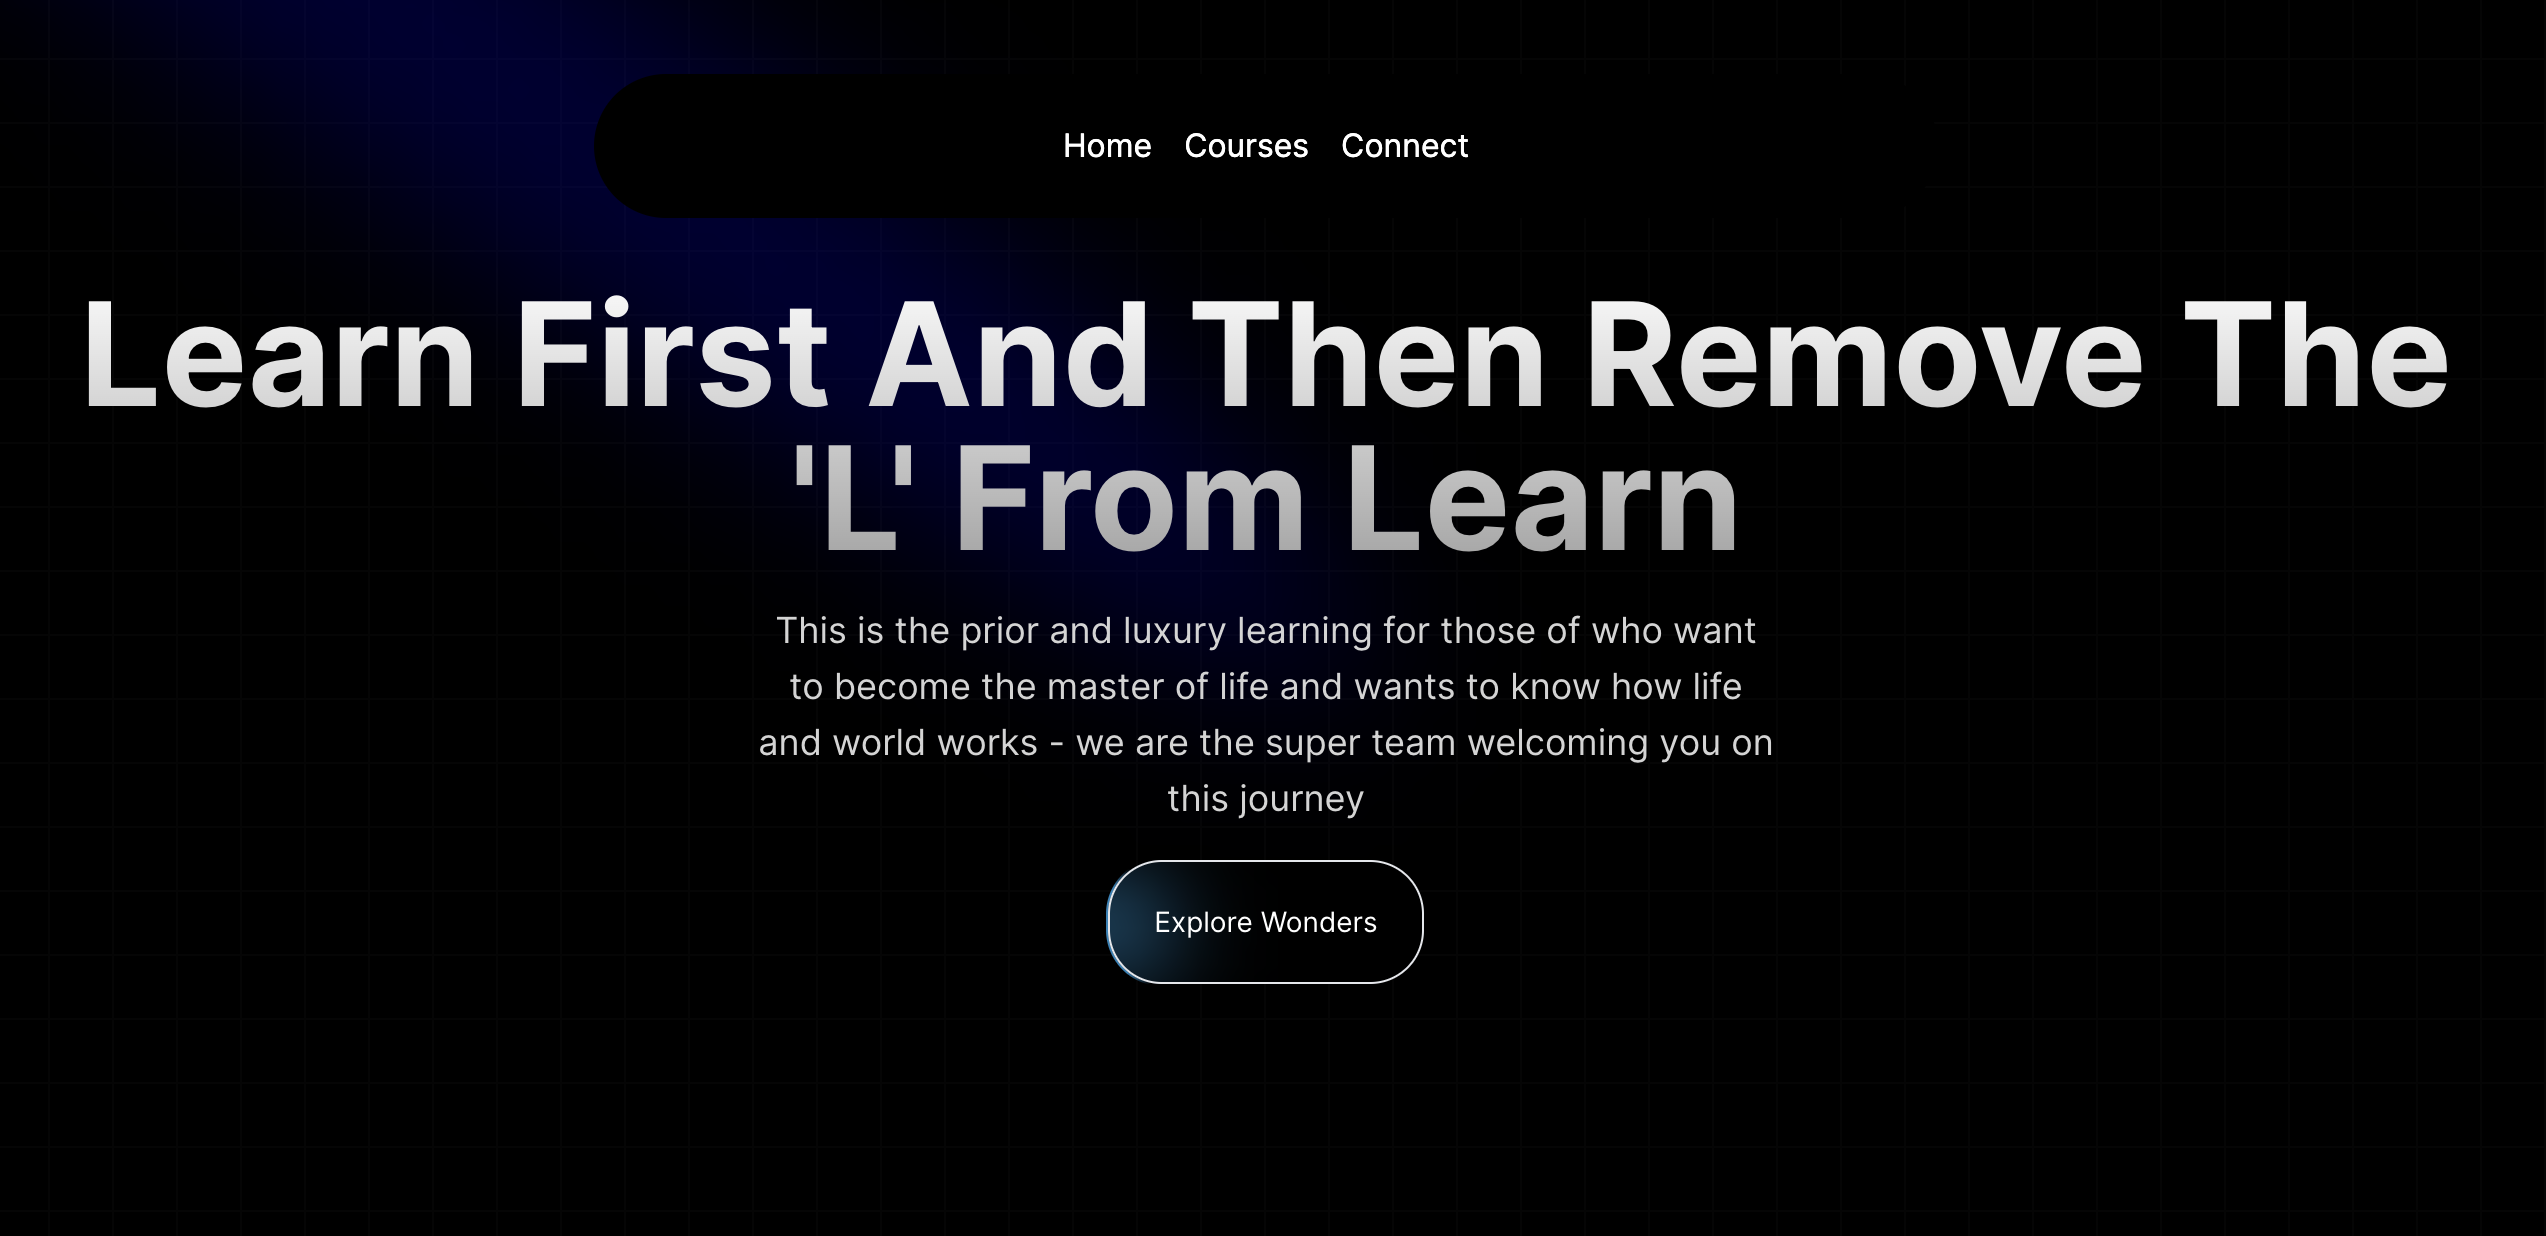 Home Courses Connect
Learn First And Then Remove The
'L' From Learn
This is the prior and luxury learning for those of who want
to become the master of life and wants to know how life
and world works - we are the super team welcoming you on
this journey
Explore Wonders